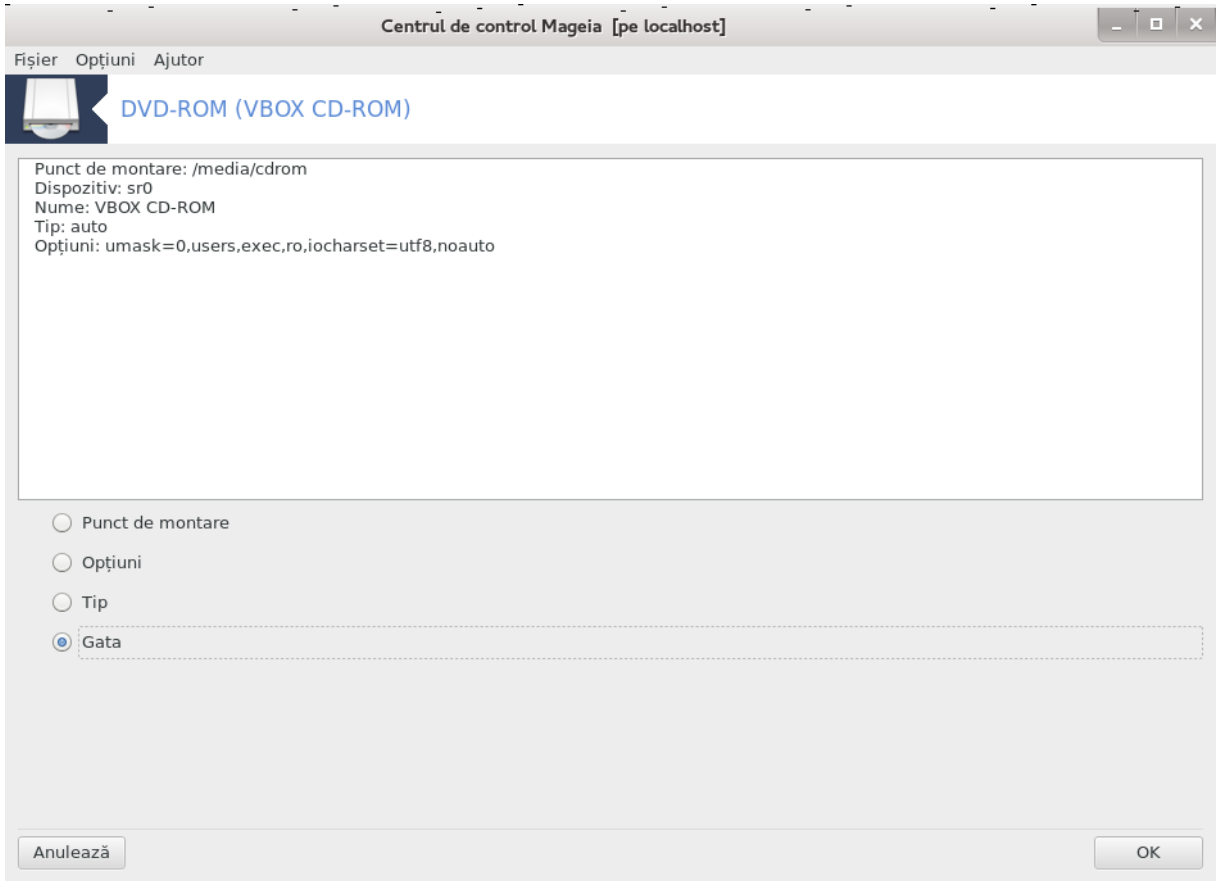 Centrul de control Mageia [pe localhost]
Fișier Opțiuni Ajutor
DVD-ROM (VBOX CD-ROM)
Punct de montare: /media/cdrom
Dispozitiv: sr0
Nume: VBOX CD-ROM
Tip: auto
Opțiuni: umask=0,users,exec,ro,iocharset=utf8,noauto
Punct de montare
Opțiuni
Tip
Gata
Anulează OK